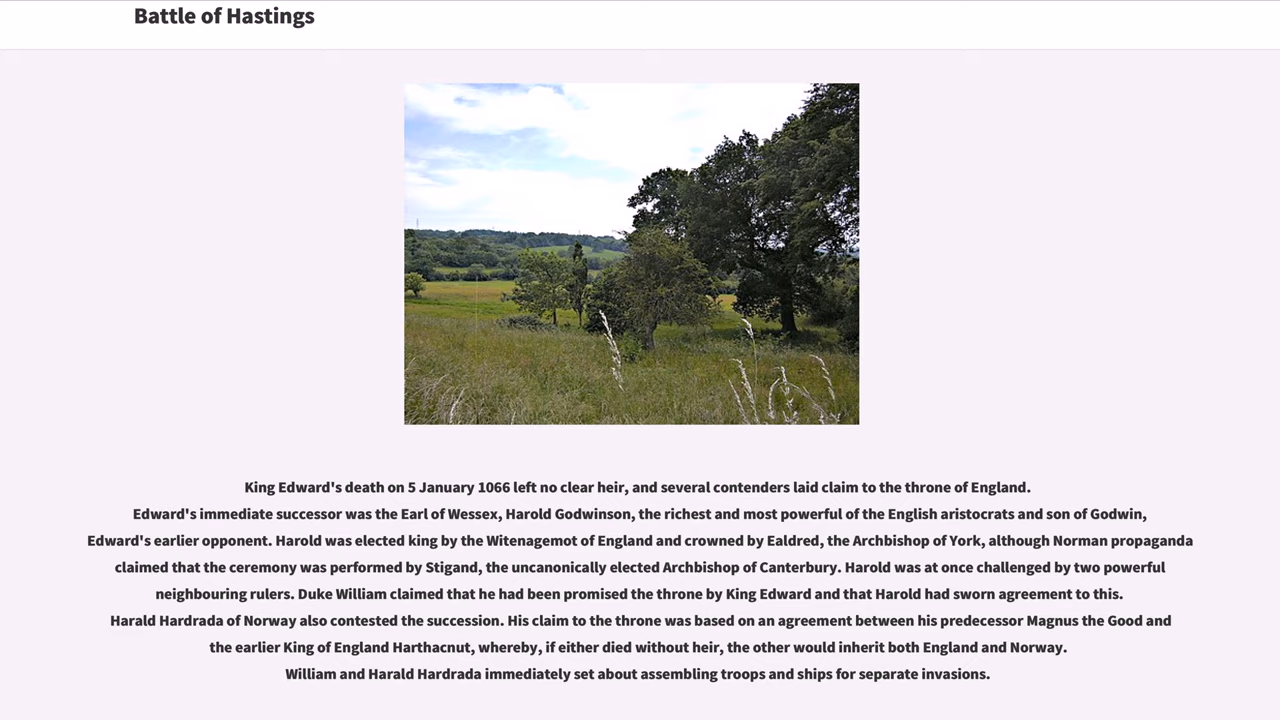 Battle of Hastings
King Edward's death on 5 January 1066 left no clear heir, and several contenders laid claim to the throne of England.
Edward's immediate successor was the Earl of Wessex, Harold Godwinson, the richest and most powerful of the English aristocrats and son of Godwin,
Edward's earlier opponent. Harold was elected king by the Witenagemot of England and crowned by Ealdred, the Archbishop of York, although Norman propaganda
claimed that the ceremony was performed by Stigand, the uncanonically elected Archbishop of Canterbury. Harold was at once challenged by two powerful
neighbouring rulers. Duke William claimed that he had been promised the throne by King Edward and that Harold had sworn agreement to this.
Harald Hardrada of Norway also contested the succession. His claim to the throne was based on an agreement between his predecessor Magnus the Good and
the earlier King of England Harthacnut, whereby, if either died without heir, the other would inherit both England and Norway.
William and Harald Hardrada immediately set about assembling troops and ships for separate invasions.